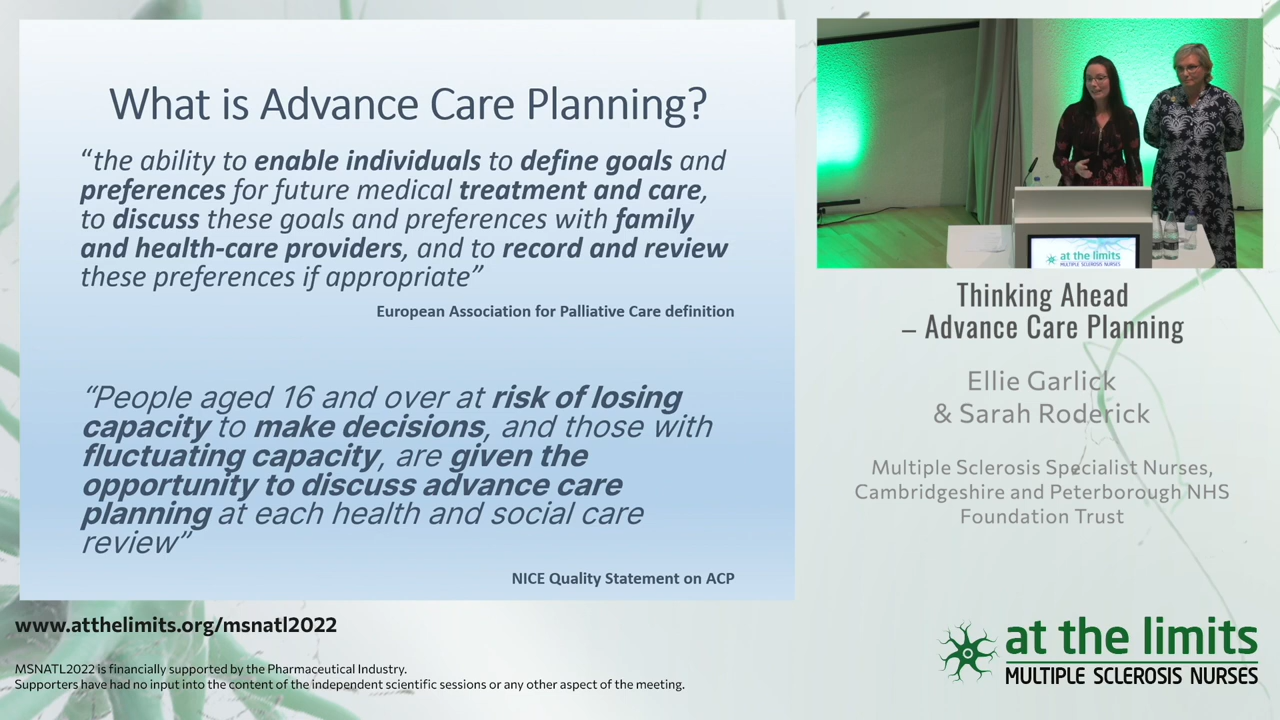 What is Advance Care Planning?
“the ability to enable individuals to define goals and
preferences for future medical treatment and care,
to discuss these goals and preferences with family
and health-care providers, and to record and review
these preferences if appropriate”
European Association for Palliative Care definition
“People aged 16 and over at risk of losing
capacity to make decisions, and those with
fluctuating capacity, are given the
opportunity to discuss advance care
planning at each health and social care
review”
NICE Quality Statement on ACP
at the limits
MULTIPLE SCLEROSIS NURSES
Thinking Ahead
– Advance Care Planning
Ellie Garlick
& Sarah Roderick
Multiple Sclerosis Specialist Nurses,
Cambridgeshire and Peterborough NHS
Foundation Trust
www.atthelimits.org/msnatl2022
MSNATL2022 is financially supported by the Pharmaceutical Industry.
Supporters have had no input into the content of the independent scientific sessions or any other aspect of the meeting.
at the limits
MULTIPLE SCLEROSIS NURSES